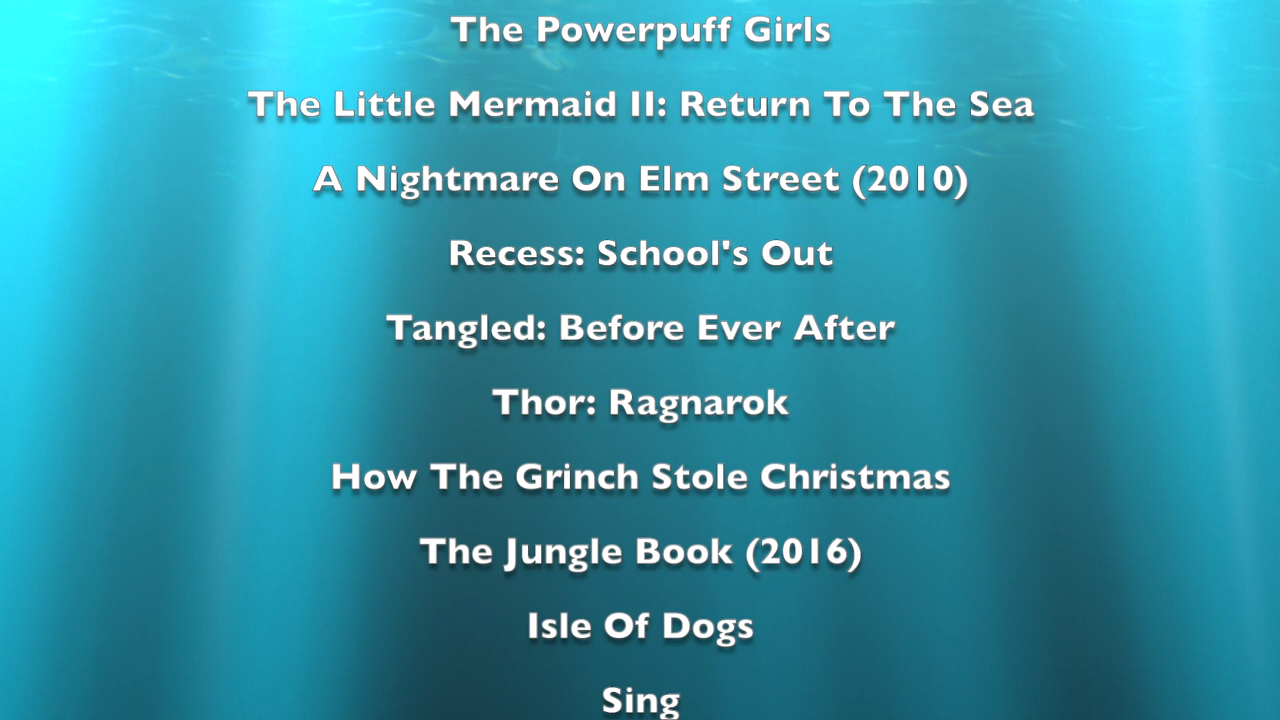 The Powerpuff Girls
The Little Mermaid II: Return To The Sea
A Nightmare On Elm Street (2010)
Recess: School's Out
Tangled: Before Ever After
Thor: Ragnarok
How The Grinch Stole Christmas
The Jungle Book (2016)
Isle Of Dogs
Sing